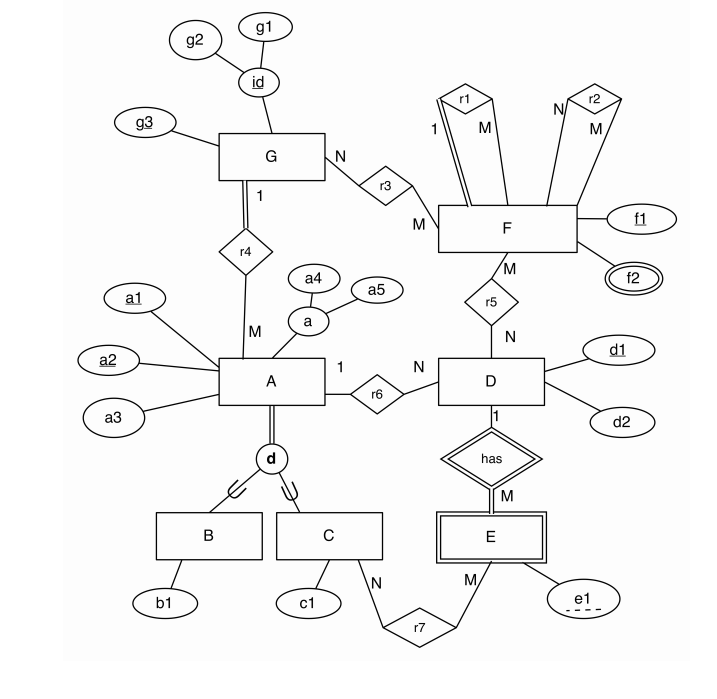 g1
g2
id
g3
G
N
r3
M
1
r4
M
r1
1
M
r2
N
M
F
f1
f2
M
r5
N
a4
a5
a
a1
a2
a3
A
1
r6
N
D
d1
d2
1
has
M
E
e1
d
B
C
b1
c1
N
M
r7